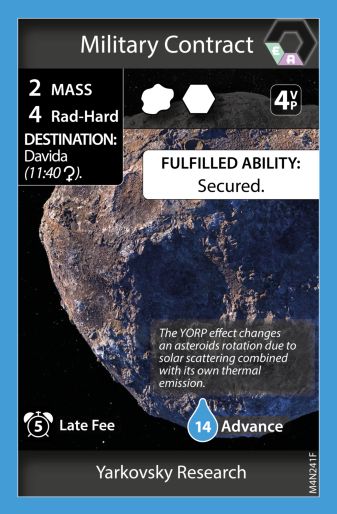 Military Contract
E A
2 MASS
4 Rad-Hard
4 VP
DESTINATION:
Davida
(11:40 ).
FULFILLED ABILITY:
Secured.
The YORP effect changes
an asteroids rotation due to
solar scattering combined
with its own thermal
emission.
5 Late Fee
14 Advance
Yarkovsky Research
M4N241F